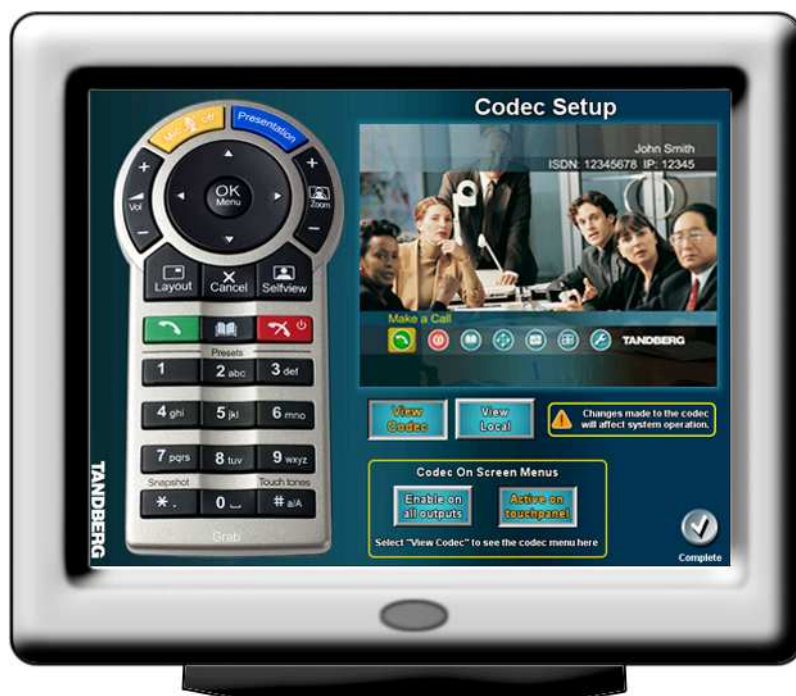 Codec Setup
Mic Off
Presentation
+
+
OK
Menu
Vol
Zoom
-
-
Layout
Cancel
Selfview
Presets
1
2 abc
3 def
4 ghi
5 jkl
6 mno
7 pqrs
8 tuv
9 wxyz
Snapshot
Touch tones
* .
0
# a/A
Grab
TANDBERG
John Smith
ISDN: 12345678 IP: 12345
Make a Call
TANDBERG
View
Codec
View
Local
Changes made to the codec
will affect system operation.
Codec On Screen Menus
Enable on
all outputs
Active on
touchpanel
Select "View Codec" to see the codec menu here
Complete